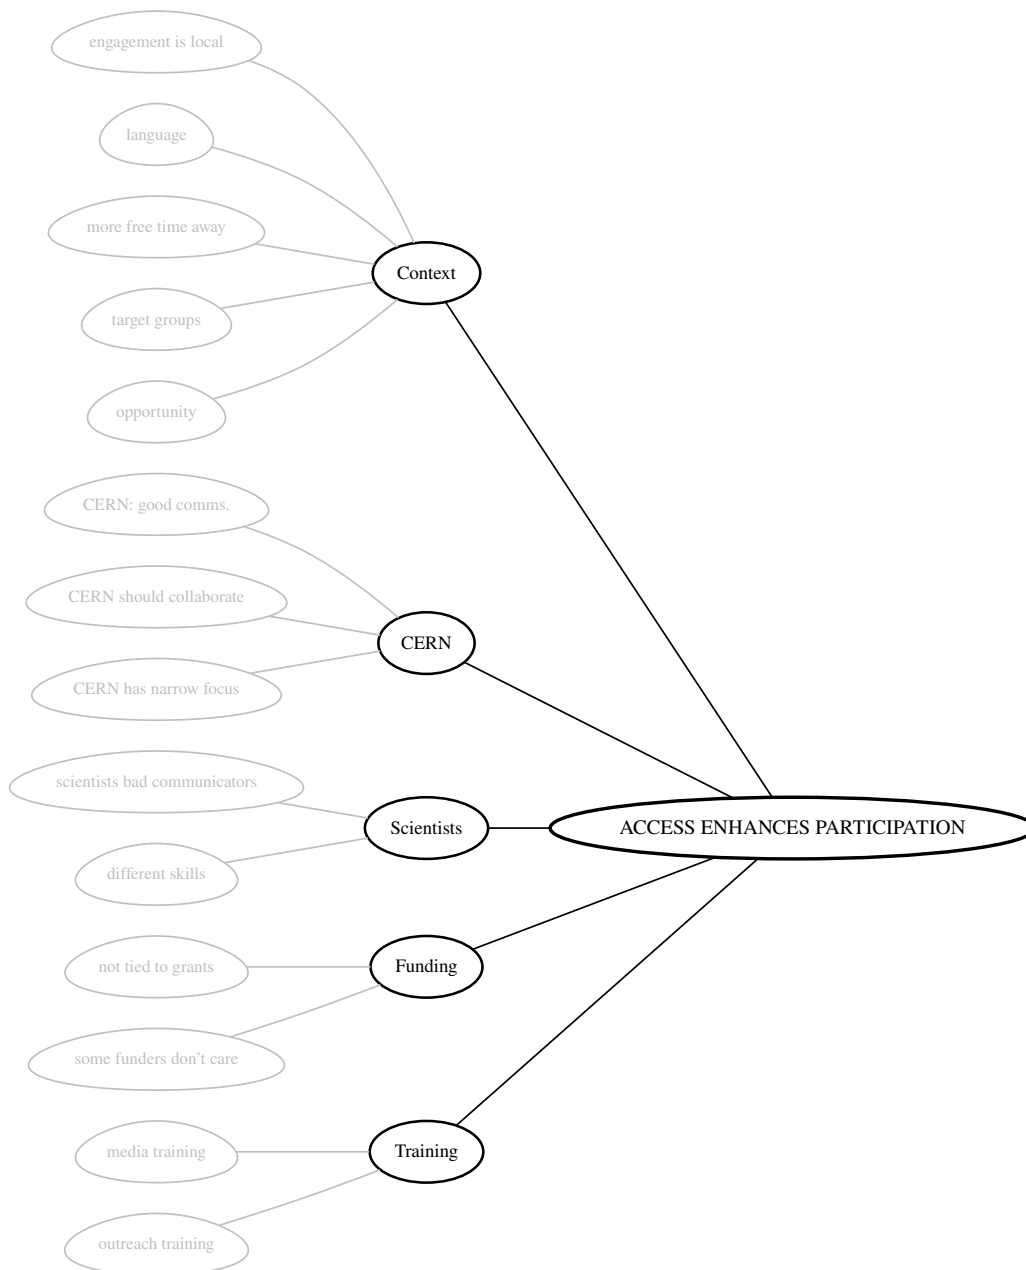 engagement is local
language
more free time away
target groups
opportunity
Context
CERN: good comms.
CERN should collaborate
CERN has narrow focus
CERN
scientists bad communicators
different skills
Scientists
ACCESS ENHANCES PARTICIPATION
not tied to grants
some funders don't care
Funding
media training
outreach training
Training